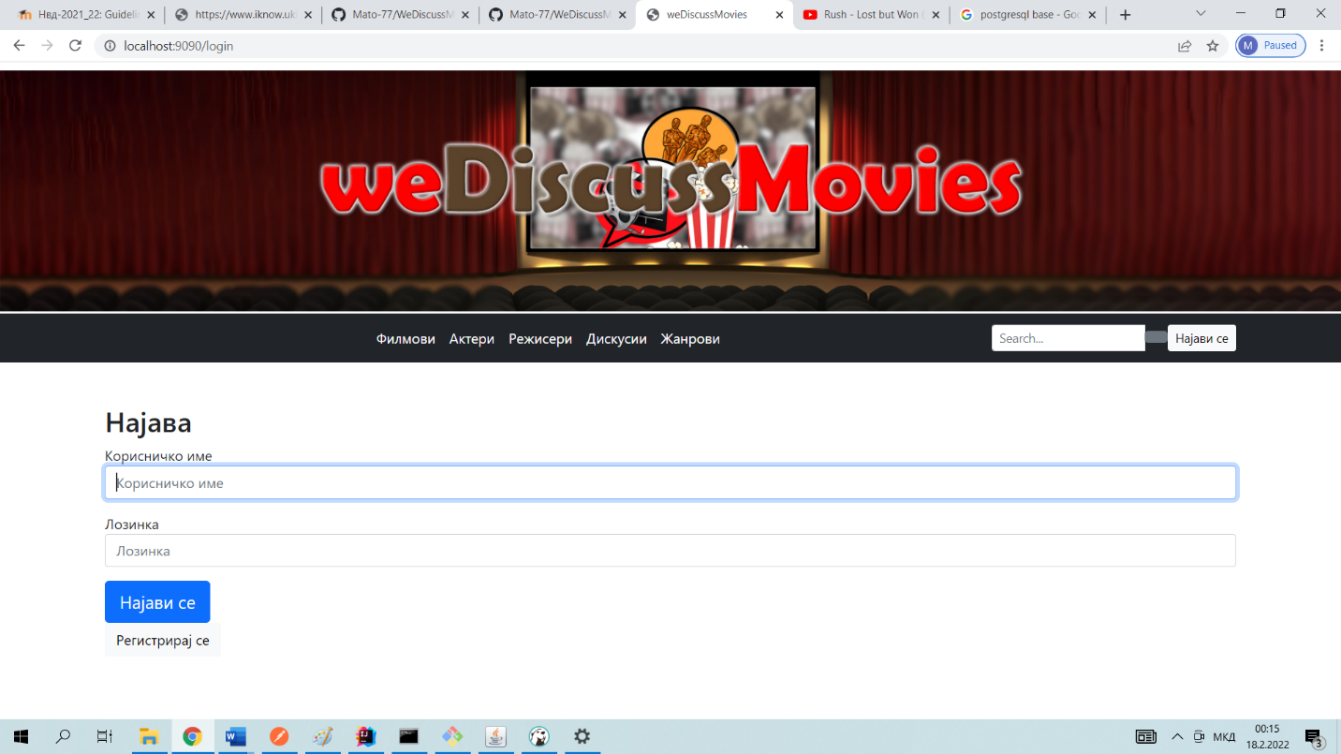 Нвд-2021_22: Guideli
https://www.iknow.uk
Mato-77/WeDiscussM
Mato-77/WeDiscussM
weDiscussMovies
Rush - Lost but Won
postgresql base - Goo
localhost:9090/login
M Paused
weDiscussMovies
Филмови Актери Режисери Дискусии Жанрови Search... Најави се
Најава
Корисничко име
Корисничко име
Лозинка
Лозинка
Најави се
Регистрирај се
МКД
00:15
18.2.2022
3